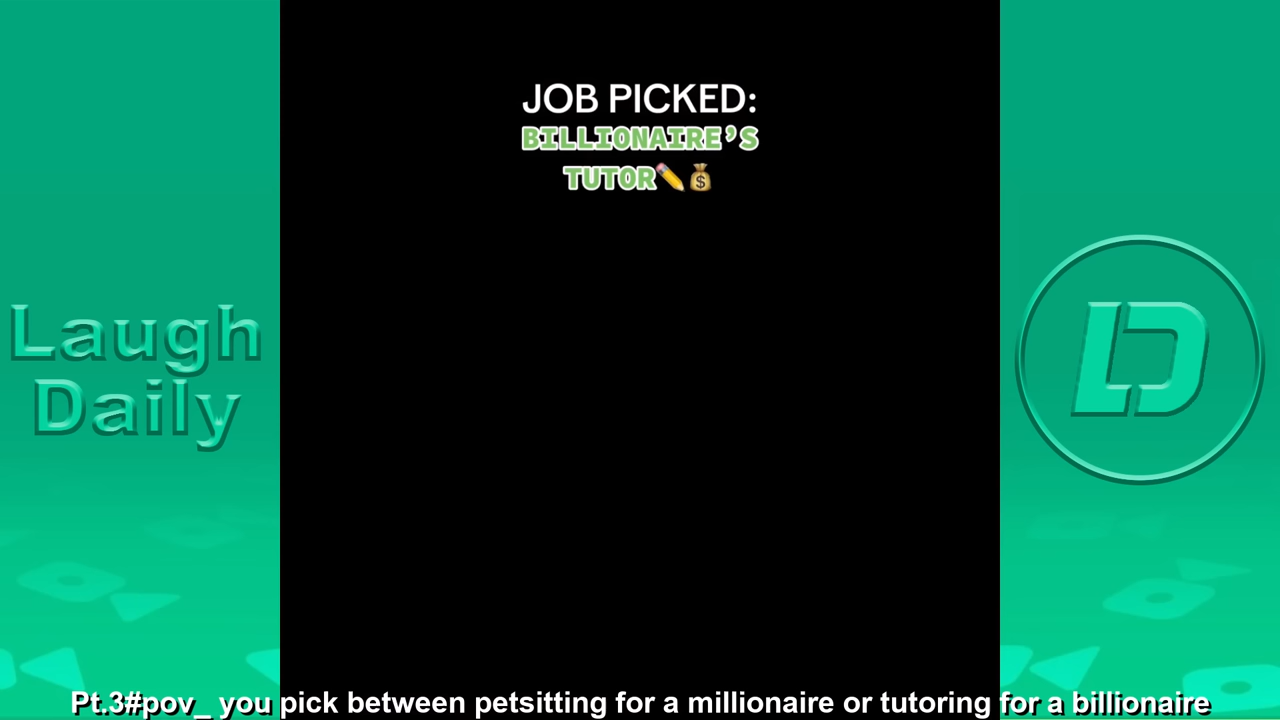 JOB PICKED:
BILLIONAIRE'S
TUTOR✏️💰
Laugh
Daily
LD
Pt.3#pov_ you pick between petsitting for a millionaire or tutoring for a billionaire